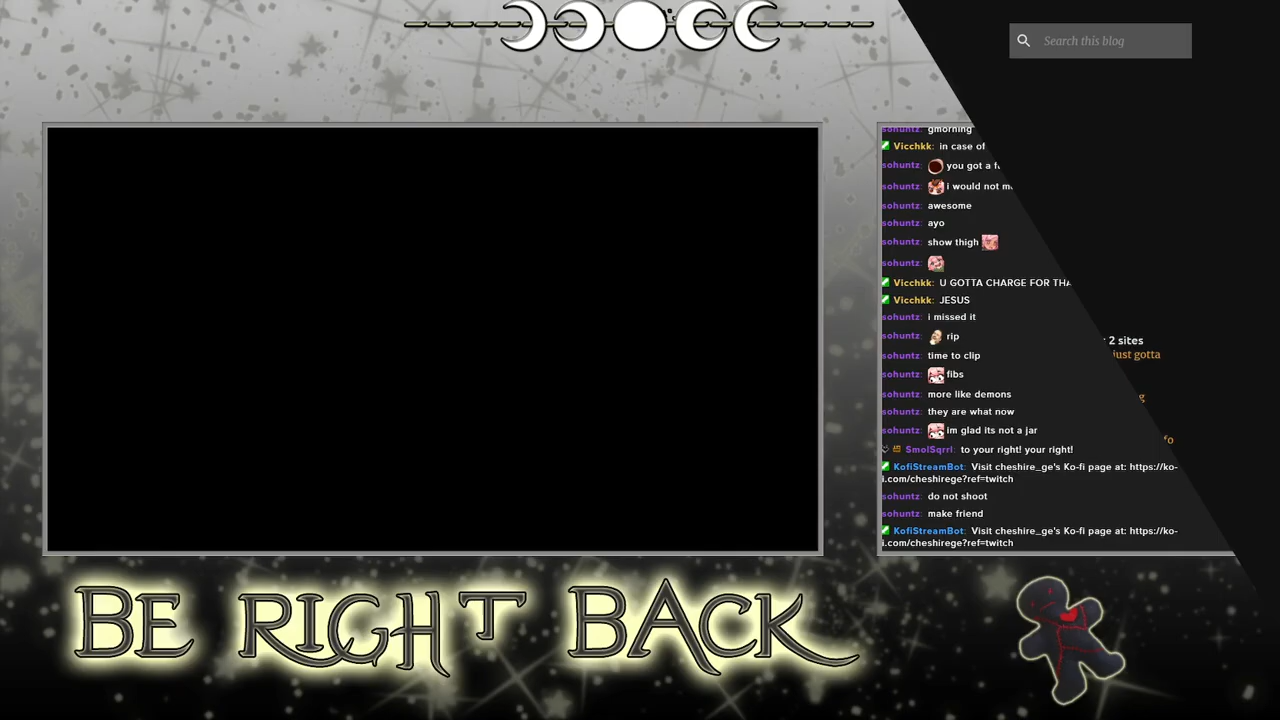 Search this blog
sohuntz: gmorning
Vicchkk: in case of
sohuntz: you got a
sohuntz: i would not
sohuntz: awesome
sohuntz: ayo
sohuntz: show thigh
sohuntz:
Vicchkk: U GOTTA CHARGE FOR THA
Vicchkk: JESUS
sohuntz: i missed it
sohuntz: rip
2 sites
sohuntz: time to clip
just gotta
sohuntz: fibs
sohuntz: more like demons
sohuntz: they are what now
sohuntz: im glad its not a jar
SmolSqrrl: to your right! your right!
KofiStreamBot: Visit cheshire_ge's Ko-fi page at: https://ko-
i.com/cheshirege?ref=twitch
sohuntz: do not shoot
sohuntz: make friend
KofiStreamBot: Visit cheshire_ge's Ko-fi page at: https://ko-
i.com/cheshirege?ref=twitch
BE RIGHT BACK